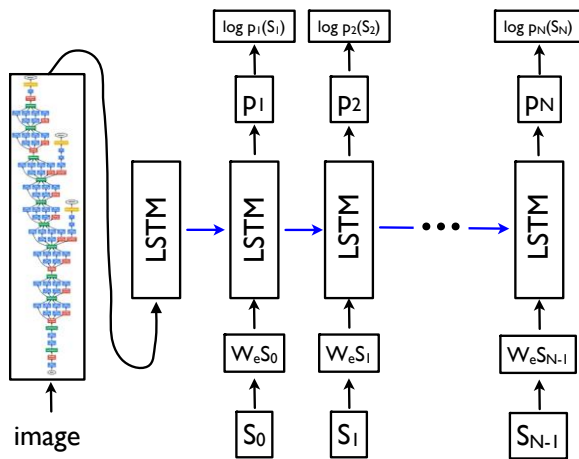 log p₁(S₁) log p₂(S₂) log pN(SN)
p₁ p₂ pN
LSTM LSTM LSTM ••• LSTM
WₑS₀ WₑS₁ WₑSN-1
image S₀ S₁ SN-1